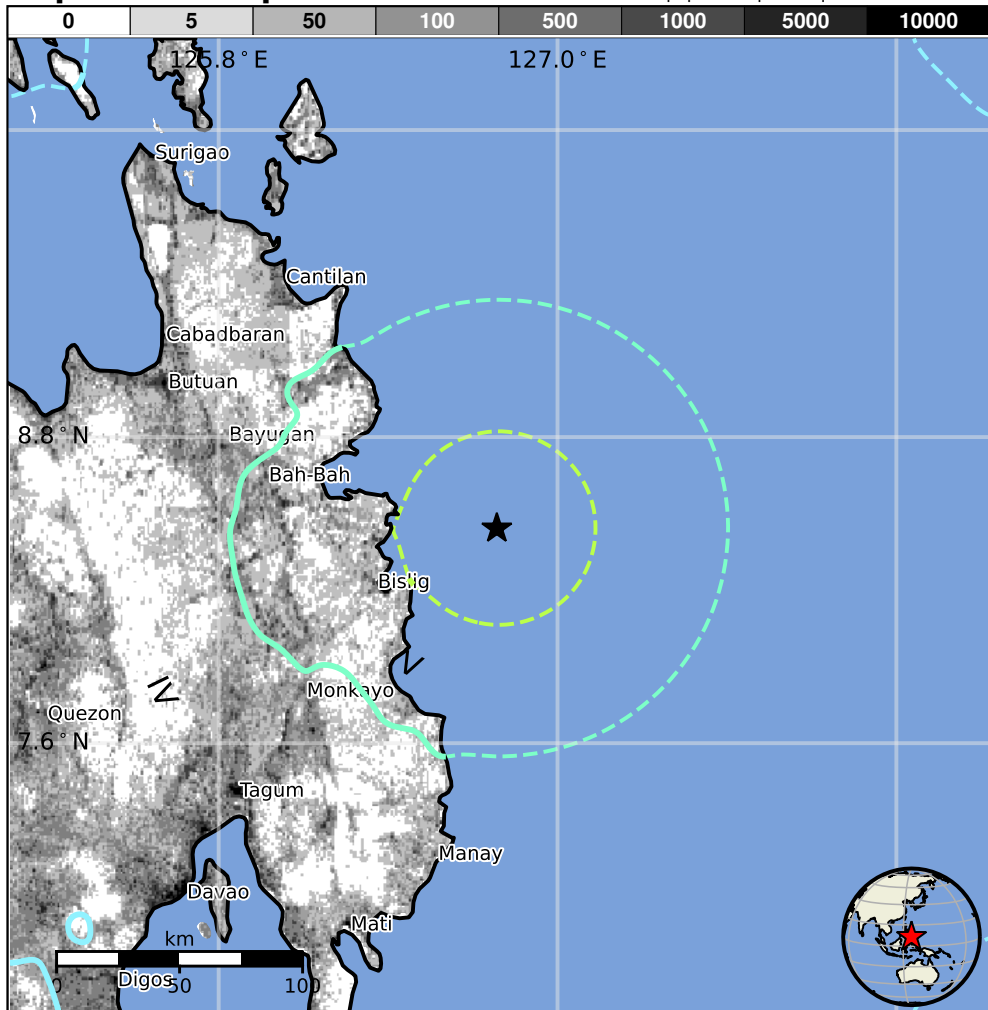 0 5 50 100 500 1000 5000 10000
125.8°E 127.0°E
Surigao
Cantilan
Cabadbaran
Butuan
8.8°N
Bayugan
Bah-Bah
Bislig
V
IV
Monkayo
Quezon
7.6°N
Tagum
Manay
Davao
Mati
km
Digos
0 50 100